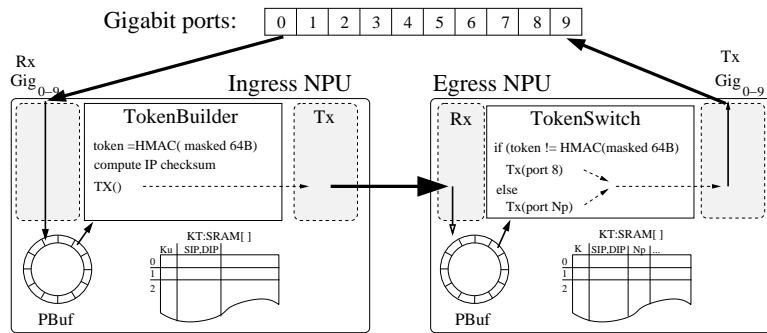 Gigabit ports: 0 1 2 3 4 5 6 7 8 9
Rx
Gig0–9
Ingress NPU
TokenBuilder
token =HMAC( masked 64B)
compute IP checksum
TX()
Tx
KT:SRAM[ ]
Ku SIP,DIP
0
1
2
PBuf
Egress NPU
Tx
Gig0–9
Rx
TokenSwitch
if (token != HMAC(masked 64B)
Tx(port 8)
else
Tx(port Np)
KT:SRAM[ ]
K SIP,DIP Np ...
0
1
2
PBuf